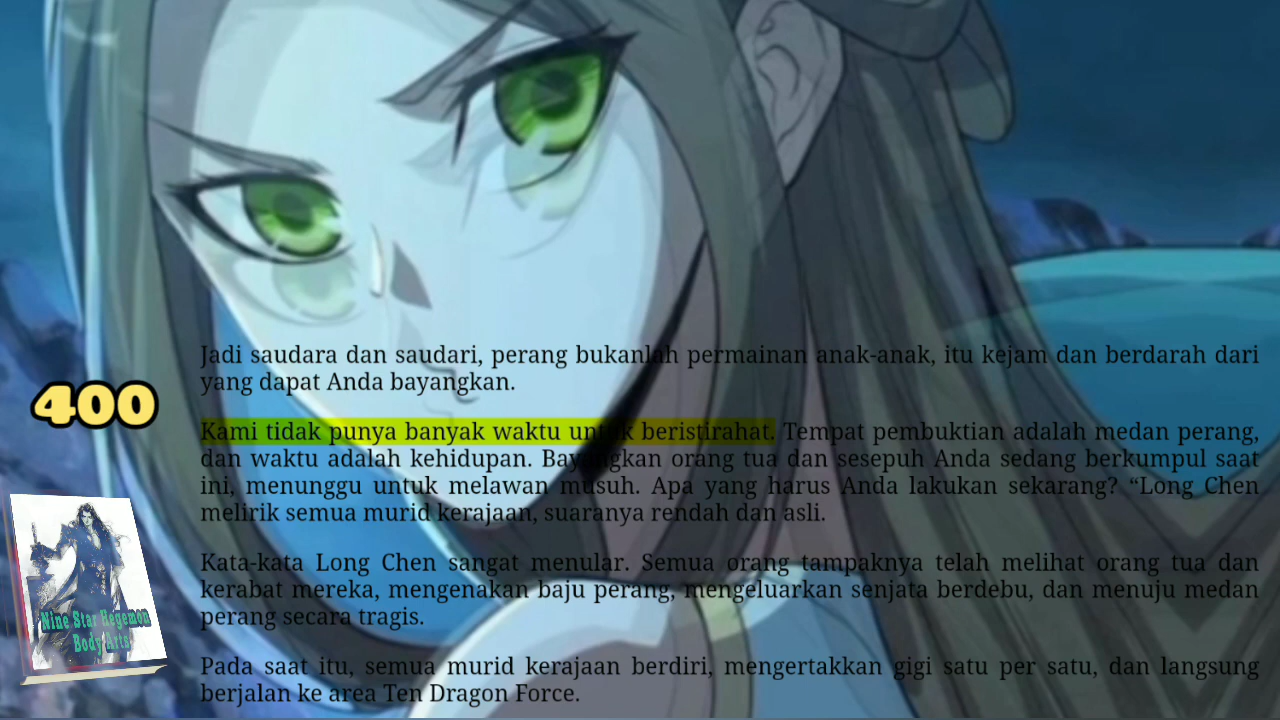 Jadi saudara dan saudari, perang bukanlah permainan anak-anak, itu kejam dan berdarah dari
yang dapat Anda bayangkan.
400
Kami tidak punya banyak waktu untuk beristirahat. Tempat pembuktian adalah medan perang,
dan waktu adalah kehidupan. Bayangkan orang tua dan sesepuh Anda sedang berkumpul saat
ini, menunggu untuk melawan musuh. Apa yang harus Anda lakukan sekarang? “Long Chen
melirik semua murid kerajaan, suaranya rendah dan asli.
Kata-kata Long Chen sangat menular. Semua orang tampaknya telah melihat orang tua dan
kerabat mereka, mengenakan baju perang, mengeluarkan senjata berdebu, dan menuju medan
perang secara tragis.
Nine Star Hegemon
Body Arts
Pada saat itu, semua murid kerajaan berdiri, mengertakkan gigi satu per satu, dan langsung
berjalan ke area Ten Dragon Force.